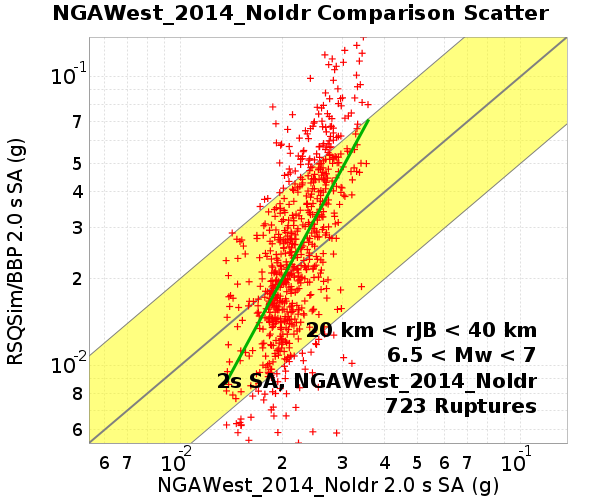 NGAWest_2014_NoIdr Comparison Scatter
RSQSim/BBP 2.0 s SA (g)
10-1
7
5
4
3
2
10-2
8
6
20 km < rJB < 40 km
6.5 < Mw < 7
2s SA, NGAWest_2014_NoIdr
723 Ruptures
6 7 10-2 2 3 4 5 6 7 10-1
NGAWest_2014_NoIdr 2.0 s SA (g)